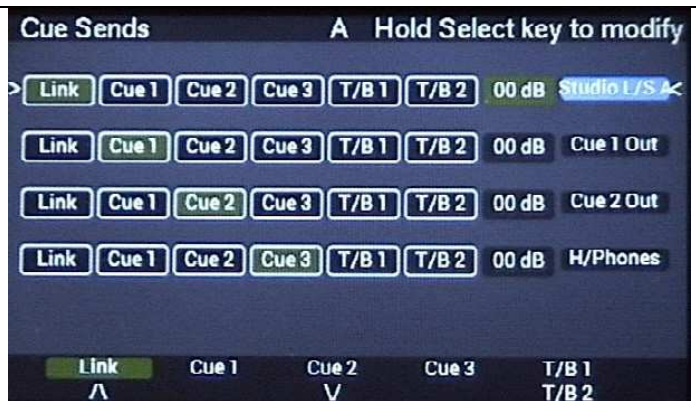 Cue Sends A Hold Select key to modify
> Link Cue 1 Cue 2 Cue 3 T/B 1 T/B 2 00 dB Studio L/S A <
Link Cue 1 Cue 2 Cue 3 T/B 1 T/B 2 00 dB Cue 1 Out
Link Cue 1 Cue 2 Cue 3 T/B 1 T/B 2 00 dB Cue 2 Out
Link Cue 1 Cue 2 Cue 3 T/B 1 T/B 2 00 dB H/Phones
Link Cue 1 Cue 2 Cue 3 T/B 1
/\ \/ T/B 2